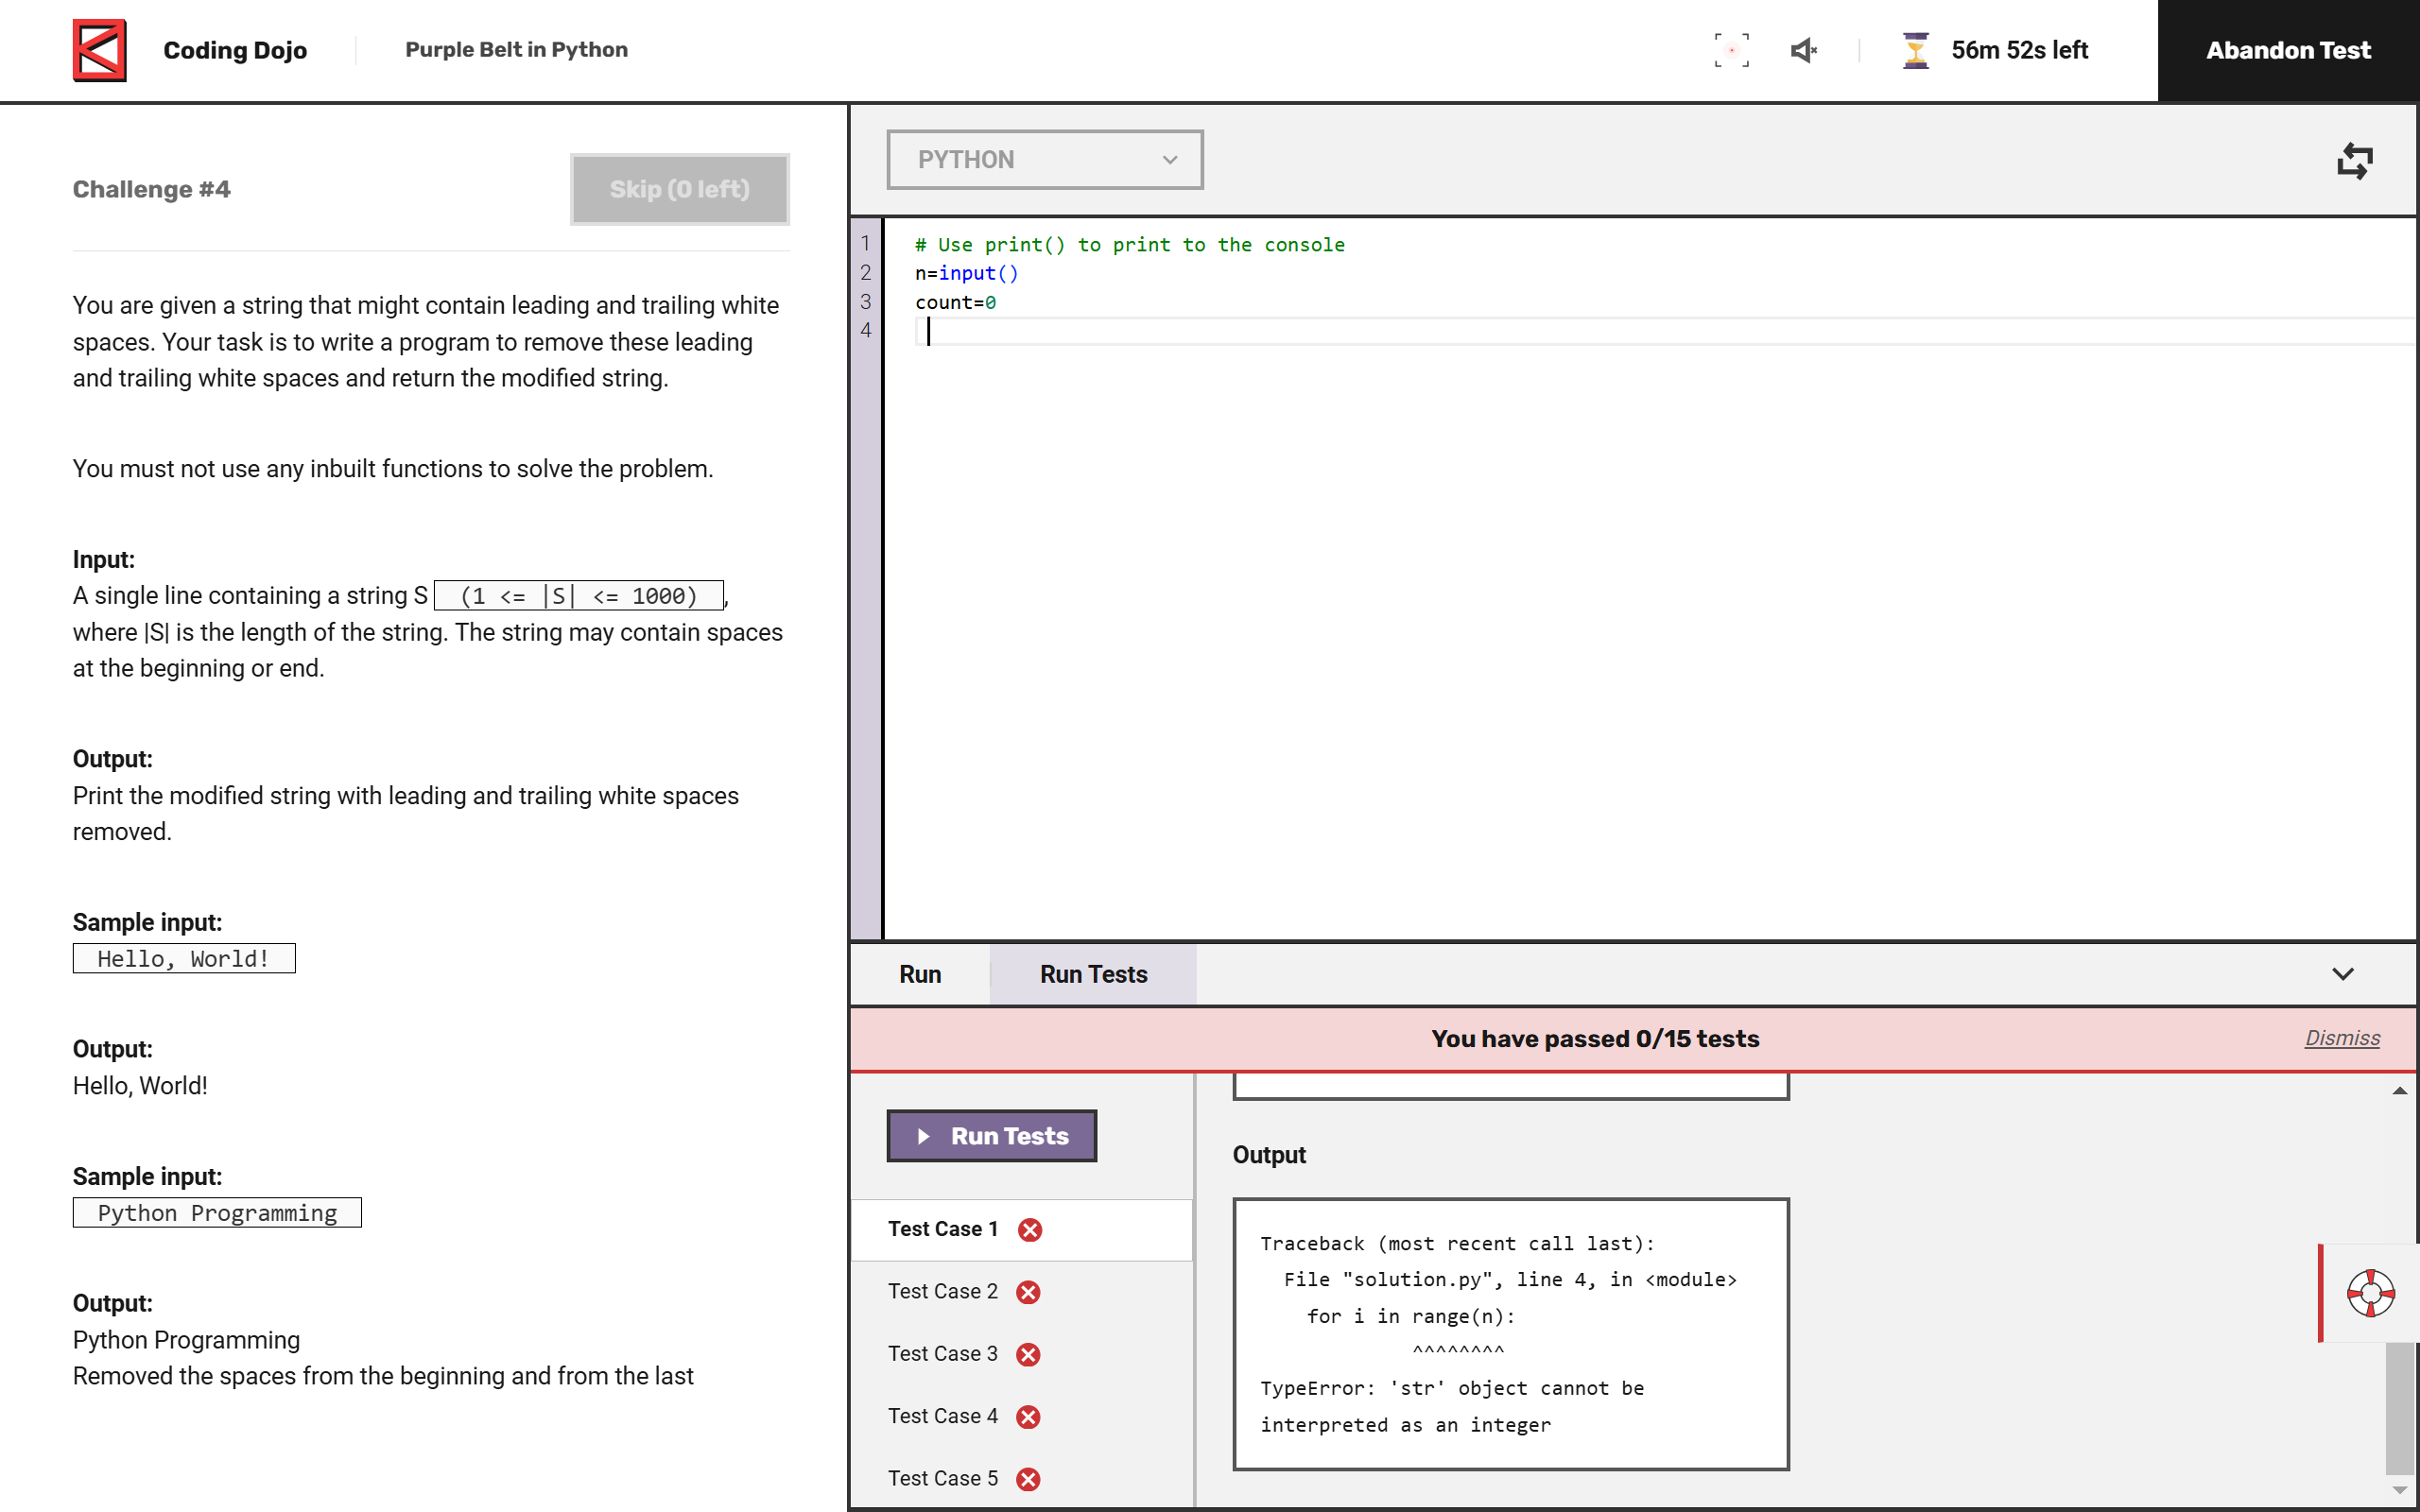 Coding Dojo
Purple Belt in Python
56m 52s left
Abandon Test
Challenge #4
Skip (0 left)
You are given a string that might contain leading and trailing white
spaces. Your task is to write a program to remove these leading
and trailing white spaces and return the modified string.
You must not use any inbuilt functions to solve the problem.
Input:
A single line containing a string S (1 <= |S| <= 1000) ,
where |S| is the length of the string. The string may contain spaces
at the beginning or end.
Output:
Print the modified string with leading and trailing white spaces
removed.
Sample input:
Hello, World!
Output:
Hello, World!
Sample input:
Python Programming
Output:
Python Programming
Removed the spaces from the beginning and from the last
PYTHON
1 # Use print() to print to the console
2 n=input()
3 count=0
4
Run
Run Tests
You have passed 0/15 tests
Dismiss
Run Tests
Test Case 1
Test Case 2
Test Case 3
Test Case 4
Test Case 5
Output
Traceback (most recent call last):
File "solution.py", line 4, in <module>
for i in range(n):
^^^^^^^^
TypeError: 'str' object cannot be
interpreted as an integer